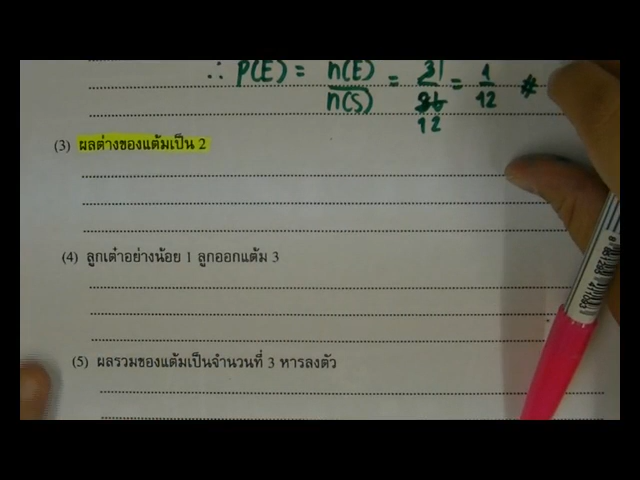 ∴ P(E) = n(E)/n(S) = 3/36 = 1/12 #
12
(3) ผลต่างของแต้มเป็น 2
(4) ลูกเต๋าอย่างน้อย 1 ลูกออกแต้ม 3
(5) ผลรวมของแต้มเป็นจำนวนที่ 3 หารลงตัว